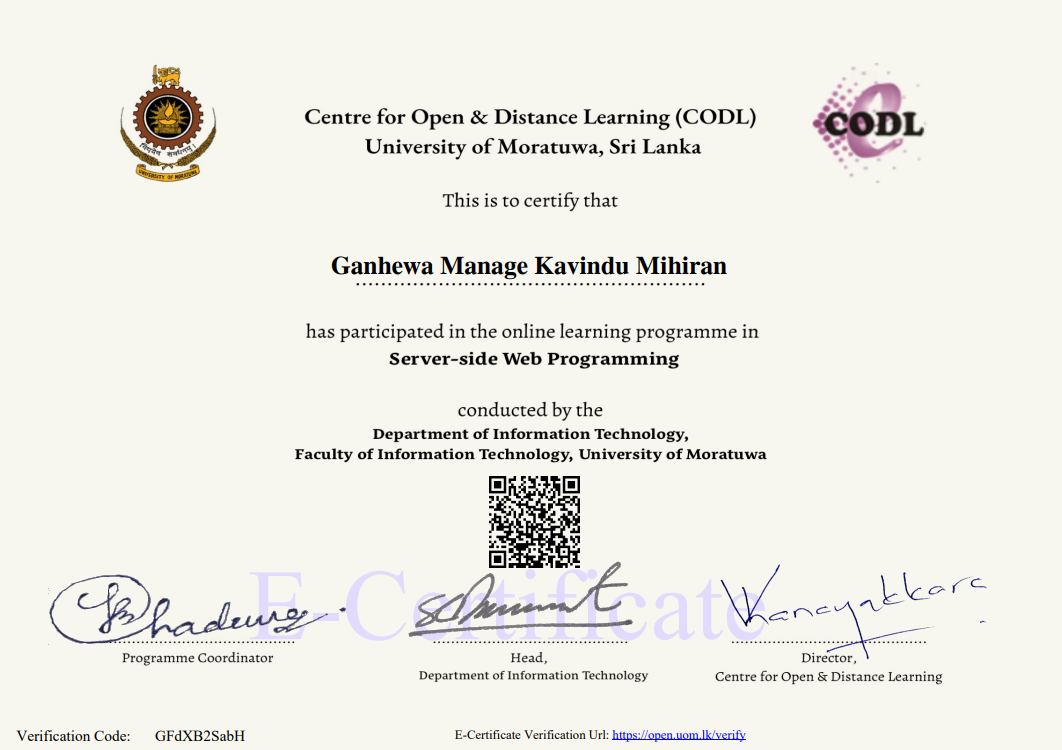 Centre for Open & Distance Learning (CODL)
University of Moratuwa, Sri Lanka
UNIVERSITY OF MORATUWA
CODL
This is to certify that
Ganhewa Manage Kavindu Mihiran
has participated in the online learning programme in
Server-side Web Programming
conducted by the
Department of Information Technology,
Faculty of Information Technology, University of Moratuwa
E-Certificate
Programme Coordinator
Head,
Department of Information Technology
Director,
Centre for Open & Distance Learning
Verification Code: GFdXB2SabH
E-Certificate Verification Url: https://open.uom.lk/verify